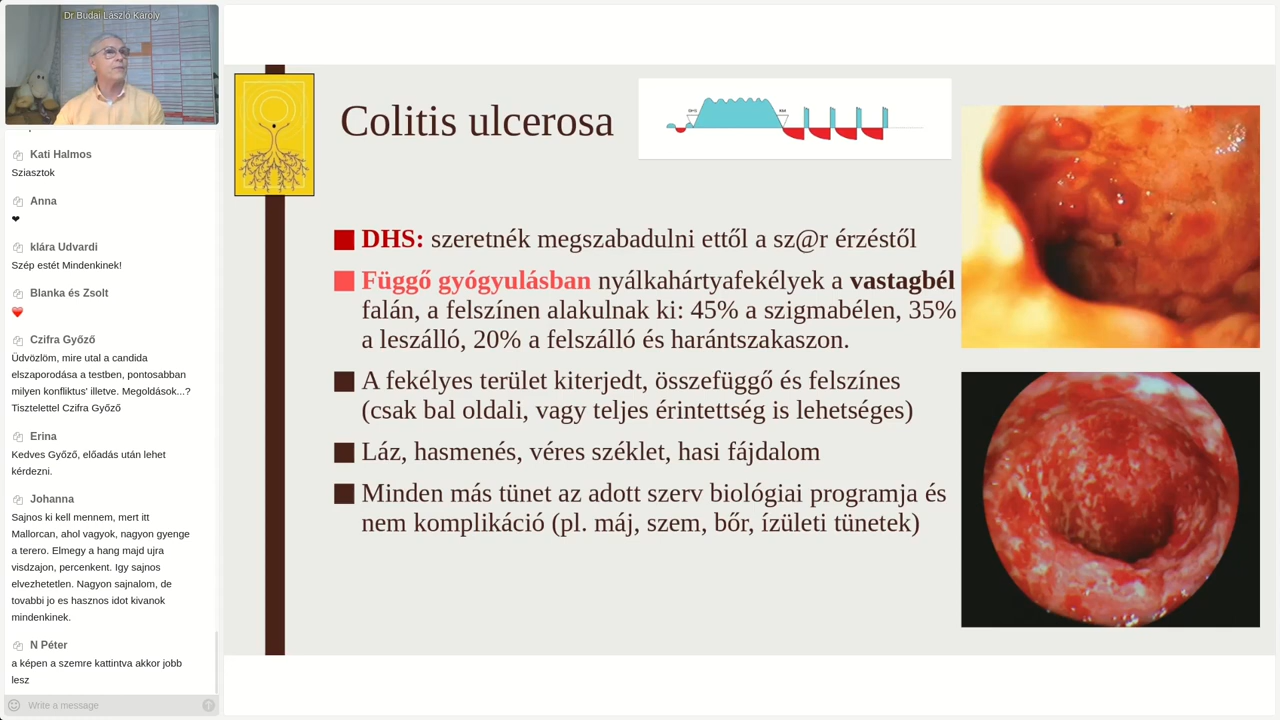 Dr Budai László Károly
Kati Halmos
Sziasztok
Anna
❤
klára Udvardi
Szép estét Mindenkinek!
Blanka és Zsolt
❤️
Czifra Győző
Üdvözlöm, mire utal a candida
elszaporodása a testben, pontosabban
milyen konfliktus' illetve. Megoldások...?
Tisztelettel Czifra Győző
Erina
Kedves Győző, előadás után lehet
kérdezni.
Johanna
Sajnos ki kell mennem, mert itt
Mallorcan, ahol vagyok, nagyon gyenge
a terero. Elmegy a hang majd ujra
visdzajon, percenkent. Igy sajnos
elvezhetetlen. Nagyon sajnalom, de
tovabbi jo es hasznos idot kivanok
mindenkinek.
N Péter
a képen a szemre kattintva akkor jobb
lesz
Write a message
Colitis ulcerosa
DHS: szeretnék megszabadulni ettől a sz@r érzéstől
Függő gyógyulásban nyálkahártyafekélyek a vastagbél
falán, a felszínen alakulnak ki: 45% a szigmabélen, 35%
a leszálló, 20% a felszálló és harántszakaszon.
A fekélyes terület kiterjedt, összefüggő és felszínes
(csak bal oldali, vagy teljes érintettség is lehetséges)
Láz, hasmenés, véres széklet, hasi fájdalom
Minden más tünet az adott szerv biológiai programja és
nem komplikáció (pl. máj, szem, bőr, ízületi tünetek)